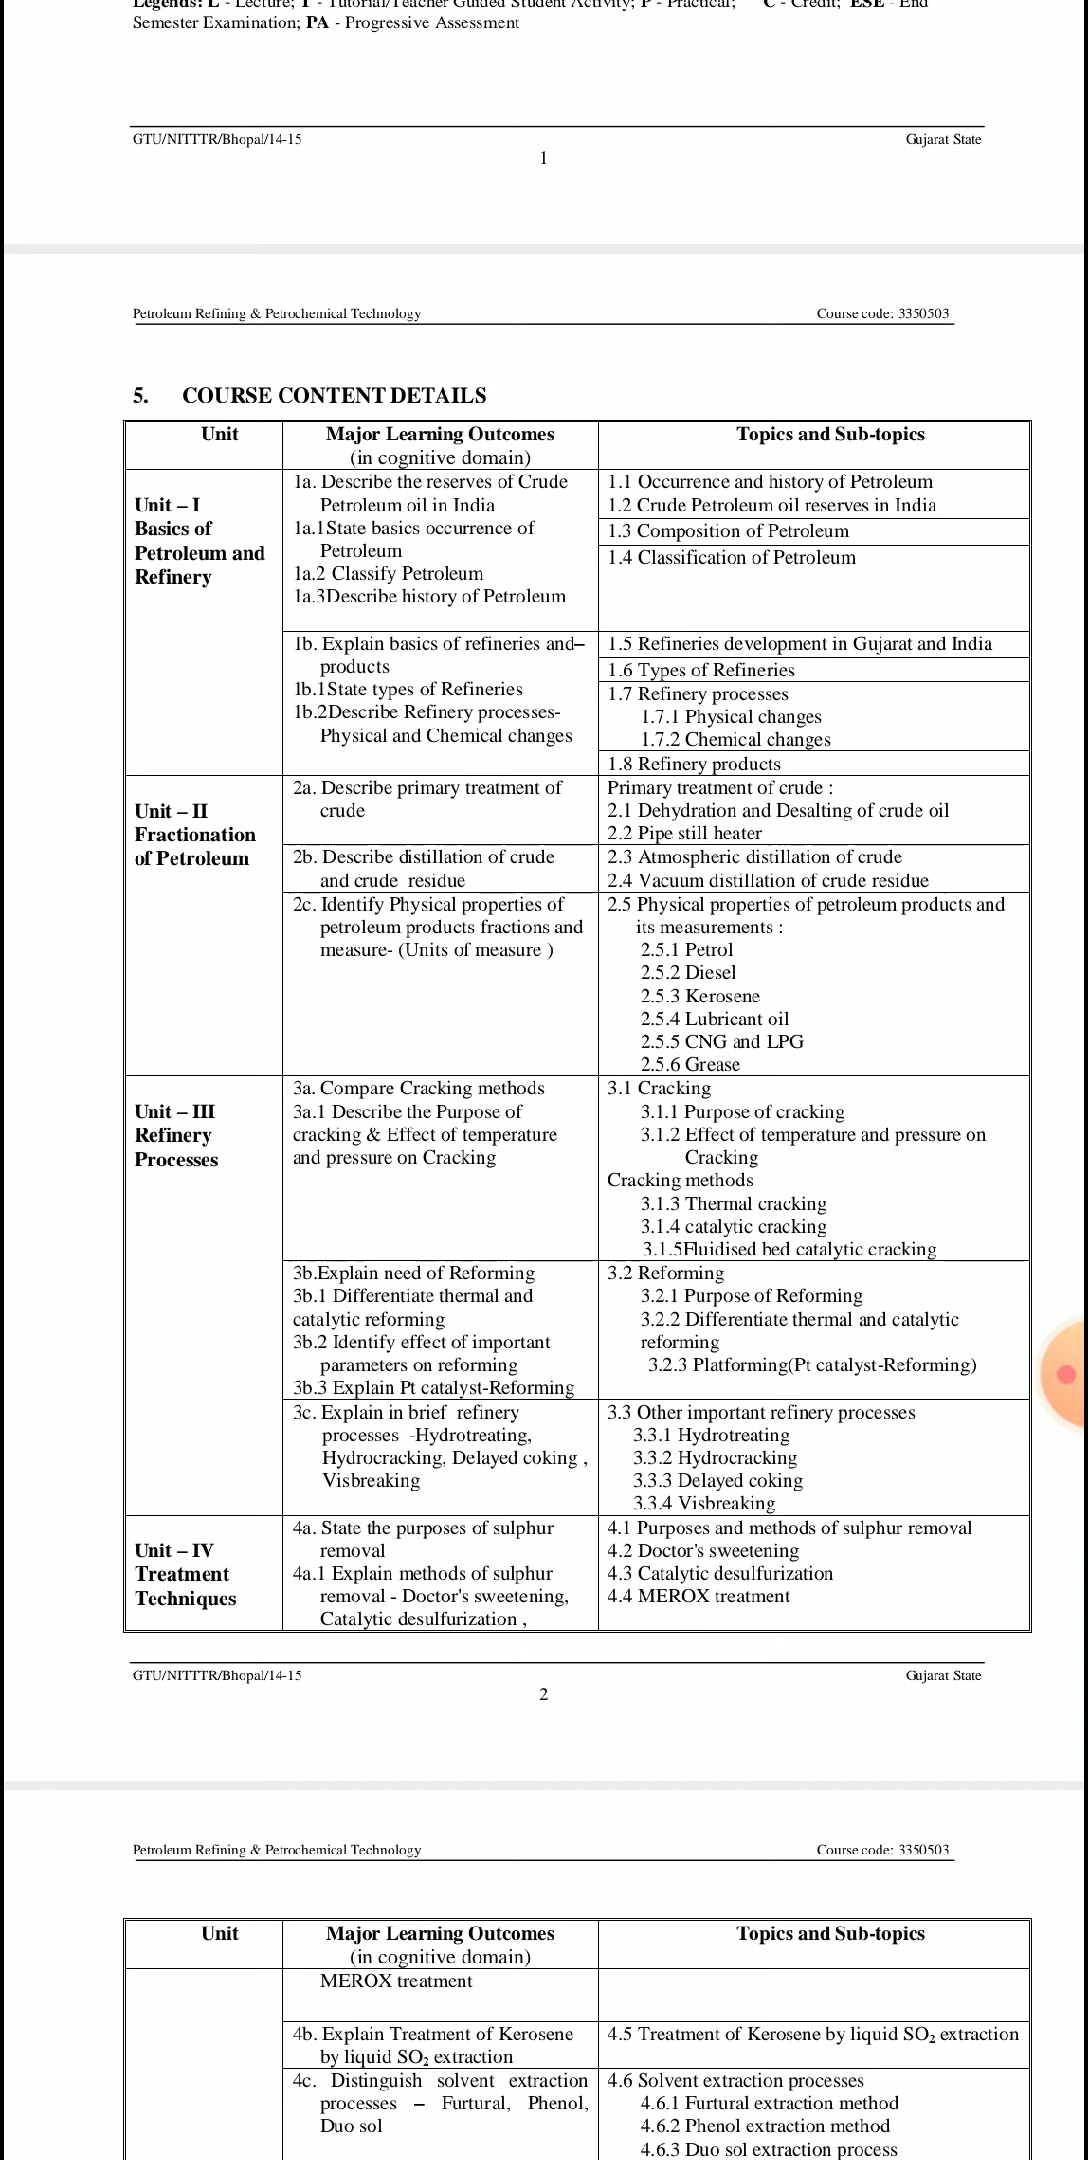 Legends: L - Lecture; T - Tutorial/Teacher Guided Student Activity; P - Practical; C - Credit; ESE - End
Semester Examination; PA - Progressive Assessment
GTU/NITTTR/Bhopal/14-15 Gujarat State
1
Petroleum Refining & Petrochemical Technology Course code: 3350503
5. COURSE CONTENT DETAILS
Unit
Major Learning Outcomes
(in cognitive domain)
Topics and Sub-topics
Unit – I
Basics of
Petroleum and
Refinery
1a. Describe the reserves of Crude
Petroleum oil in India
1a.1State basics occurrence of
Petroleum
1a.2 Classify Petroleum
1a.3Describe history of Petroleum
1.1 Occurrence and history of Petroleum
1.2 Crude Petroleum oil reserves in India
1.3 Composition of Petroleum
1.4 Classification of Petroleum
1b. Explain basics of refineries and–
products
1b.1State types of Refineries
1b.2Describe Refinery processes-
Physical and Chemical changes
1.5 Refineries development in Gujarat and India
1.6 Types of Refineries
1.7 Refinery processes
1.7.1 Physical changes
1.7.2 Chemical changes
1.8 Refinery products
Unit – II
Fractionation
of Petroleum
2a. Describe primary treatment of
crude
Primary treatment of crude :
2.1 Dehydration and Desalting of crude oil
2.2 Pipe still heater
2b. Describe distillation of crude
and crude residue
2.3 Atmospheric distillation of crude
2.4 Vacuum distillation of crude residue
2c. Identify Physical properties of
petroleum products fractions and
measure- (Units of measure )
2.5 Physical properties of petroleum products and
its measurements :
2.5.1 Petrol
2.5.2 Diesel
2.5.3 Kerosene
2.5.4 Lubricant oil
2.5.5 CNG and LPG
2.5.6 Grease
Unit – III
Refinery
Processes
3a. Compare Cracking methods
3a.1 Describe the Purpose of
cracking & Effect of temperature
and pressure on Cracking
3.1 Cracking
3.1.1 Purpose of cracking
3.1.2 Effect of temperature and pressure on
Cracking
Cracking methods
3.1.3 Thermal cracking
3.1.4 catalytic cracking
3.1.5Fluidised bed catalytic cracking
3b.Explain need of Reforming
3b.1 Differentiate thermal and
catalytic reforming
3b.2 Identify effect of important
parameters on reforming
3b.3 Explain Pt catalyst-Reforming
3.2 Reforming
3.2.1 Purpose of Reforming
3.2.2 Differentiate thermal and catalytic
reforming
3.2.3 Platforming(Pt catalyst-Reforming)
3c. Explain in brief refinery
processes -Hydrotreating,
Hydrocracking, Delayed coking ,
Visbreaking
3.3 Other important refinery processes
3.3.1 Hydrotreating
3.3.2 Hydrocracking
3.3.3 Delayed coking
3.3.4 Visbreaking
Unit – IV
Treatment
Techniques
4a. State the purposes of sulphur
removal
4a.1 Explain methods of sulphur
removal - Doctor's sweetening,
Catalytic desulfurization ,
4.1 Purposes and methods of sulphur removal
4.2 Doctor's sweetening
4.3 Catalytic desulfurization
4.4 MEROX treatment
GTU/NITTTR/Bhopal/14-15 Gujarat State
2
Petroleum Refining & Petrochemical Technology Course code: 3350503
Unit
Major Learning Outcomes
(in cognitive domain)
Topics and Sub-topics
MEROX treatment
4b. Explain Treatment of Kerosene
by liquid SO₂ extraction
4.5 Treatment of Kerosene by liquid SO₂ extraction
4c. Distinguish solvent extraction
processes – Furtural, Phenol,
Duo sol
4.6 Solvent extraction processes
4.6.1 Furtural extraction method
4.6.2 Phenol extraction method
4.6.3 Duo sol extraction process